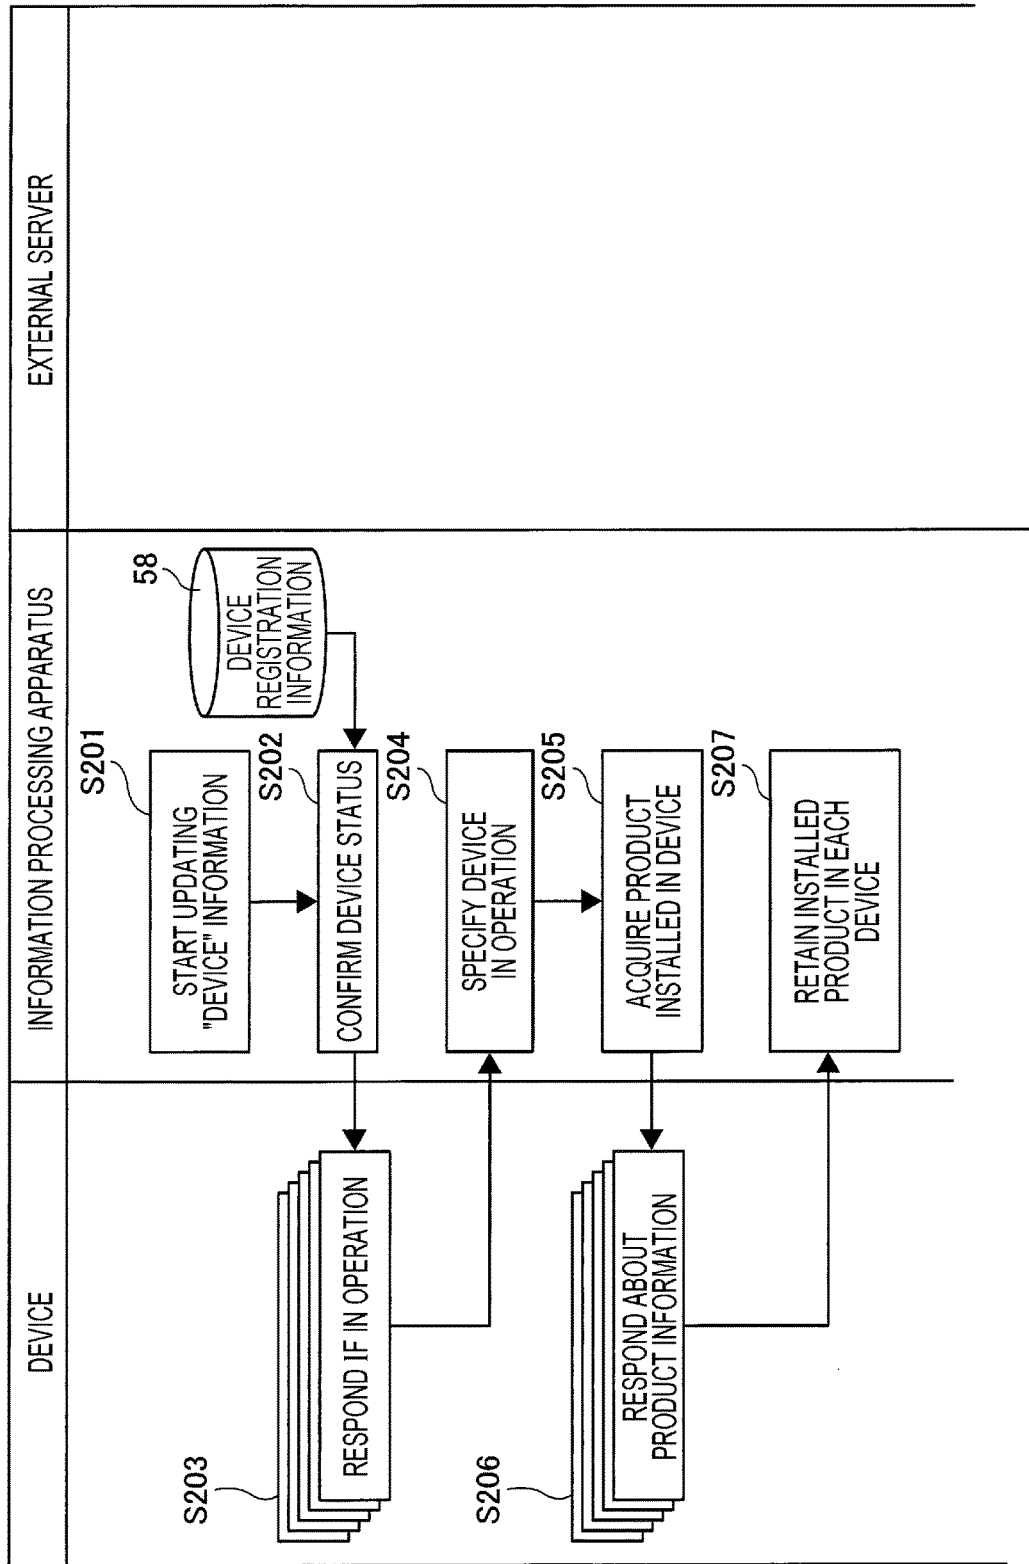 DEVICE
INFORMATION PROCESSING APPARATUS
EXTERNAL SERVER
S201
START UPDATING
"DEVICE" INFORMATION
58
DEVICE
REGISTRATION
INFORMATION
S202
CONFIRM DEVICE STATUS
S203
RESPOND IF IN OPERATION
S204
SPECIFY DEVICE
IN OPERATION
S205
ACQUIRE PRODUCT
INSTALLED IN DEVICE
S206
RESPOND ABOUT
PRODUCT INFORMATION
S207
RETAIN INSTALLED
PRODUCT IN EACH
DEVICE